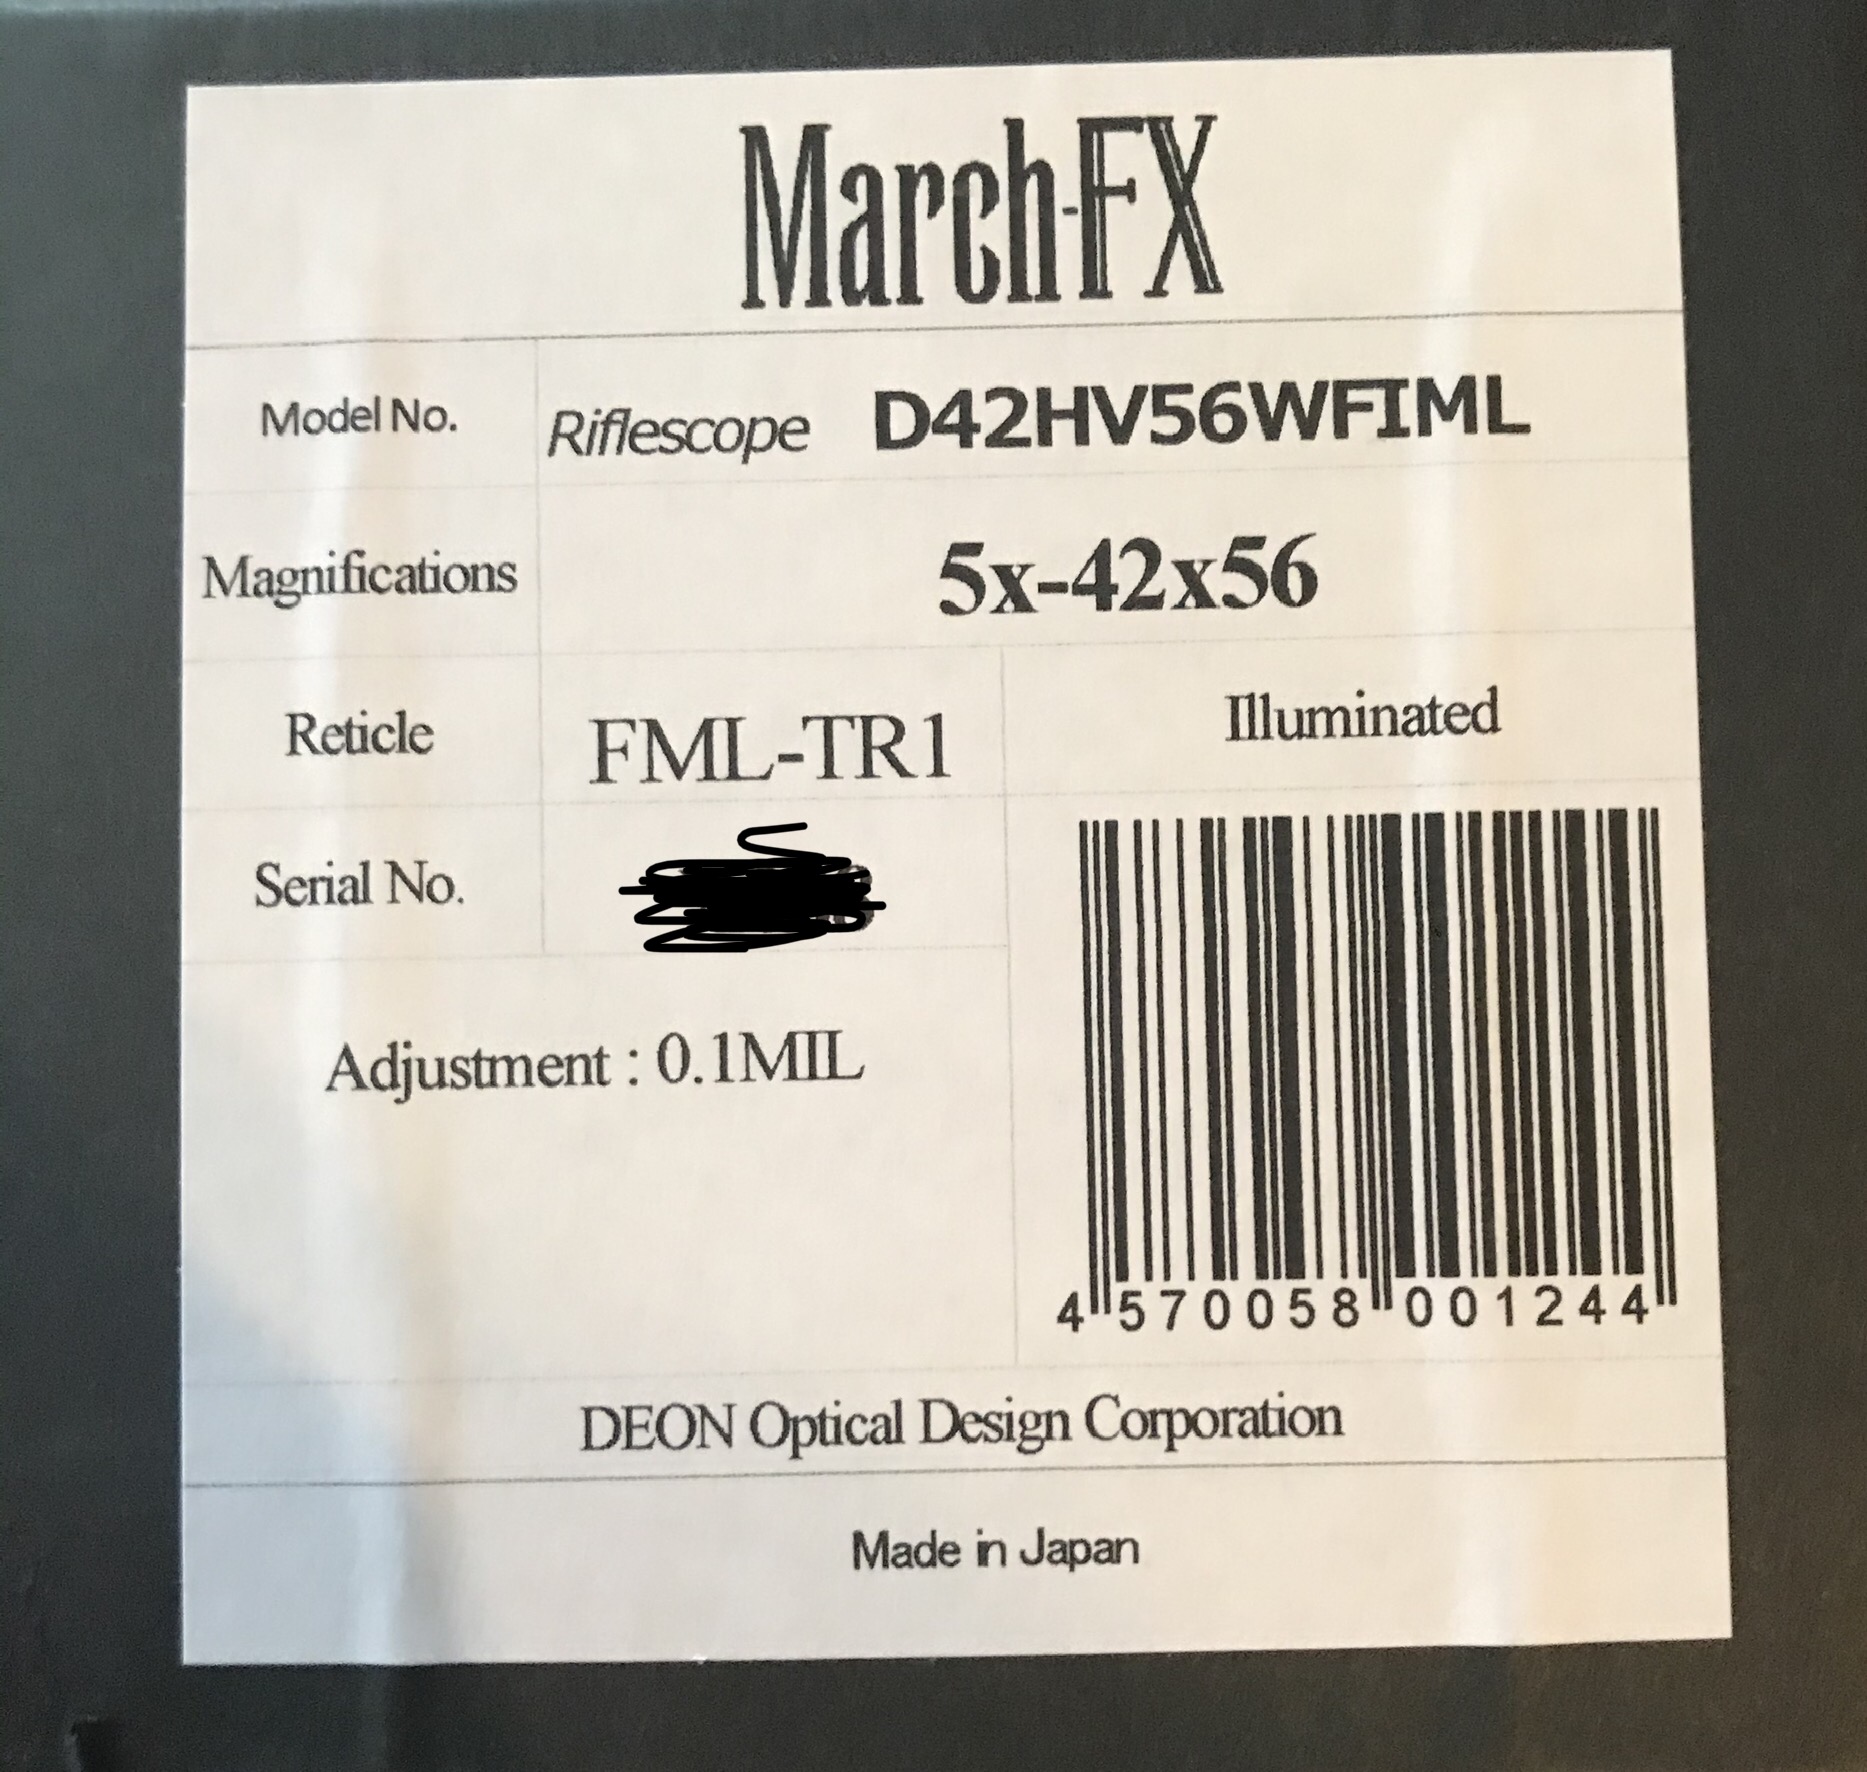 March-FX
Model No. Riflescope D42HV56WFIML
Magnifications 5x-42x56
Reticle FML-TR1 Illuminated
Serial No.
Adjustment : 0.1MIL
4 570058 001244
DEON Optical Design Corporation
Made in Japan